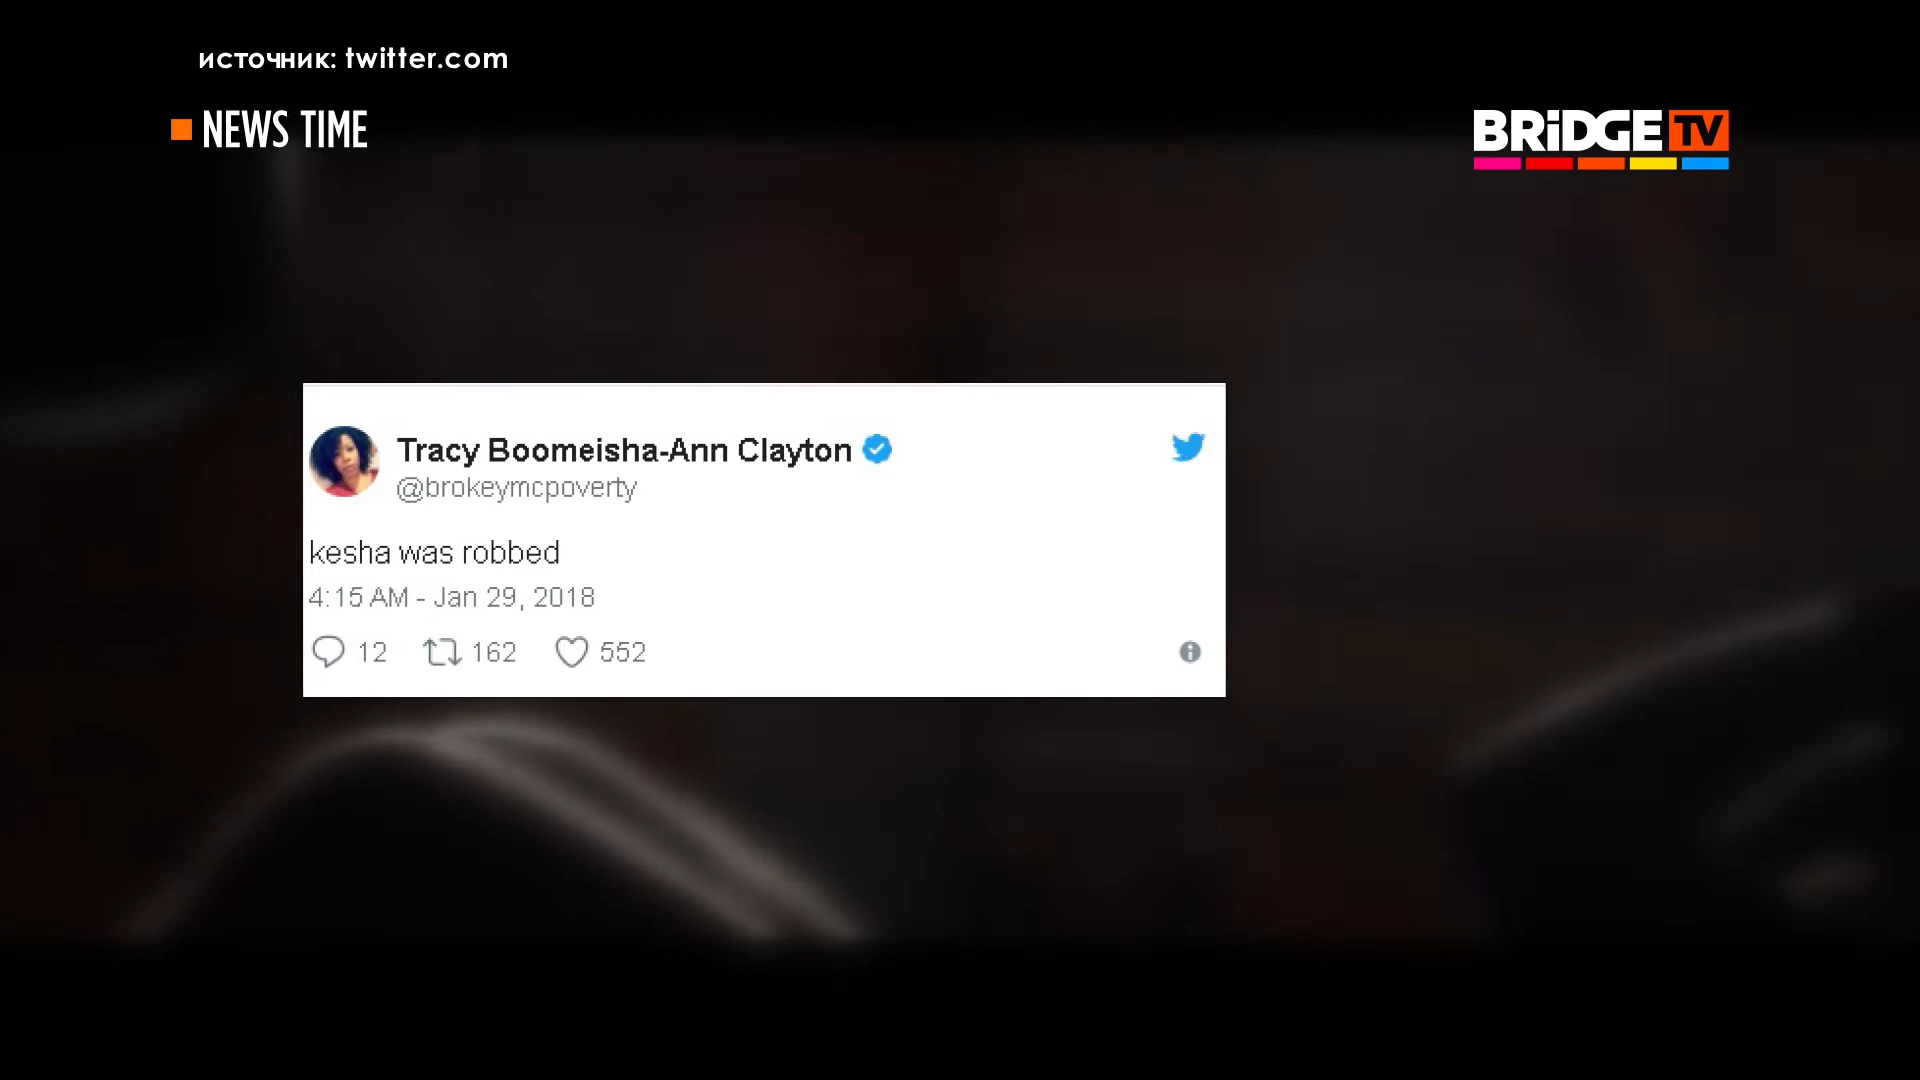 источник: twitter.com
NEWS TIME
BRiDGE TV
Tracy Boomeisha-Ann Clayton
@brokeymcpoverty
kesha was robbed
4:15 AM - Jan 29, 2018
12 162 552